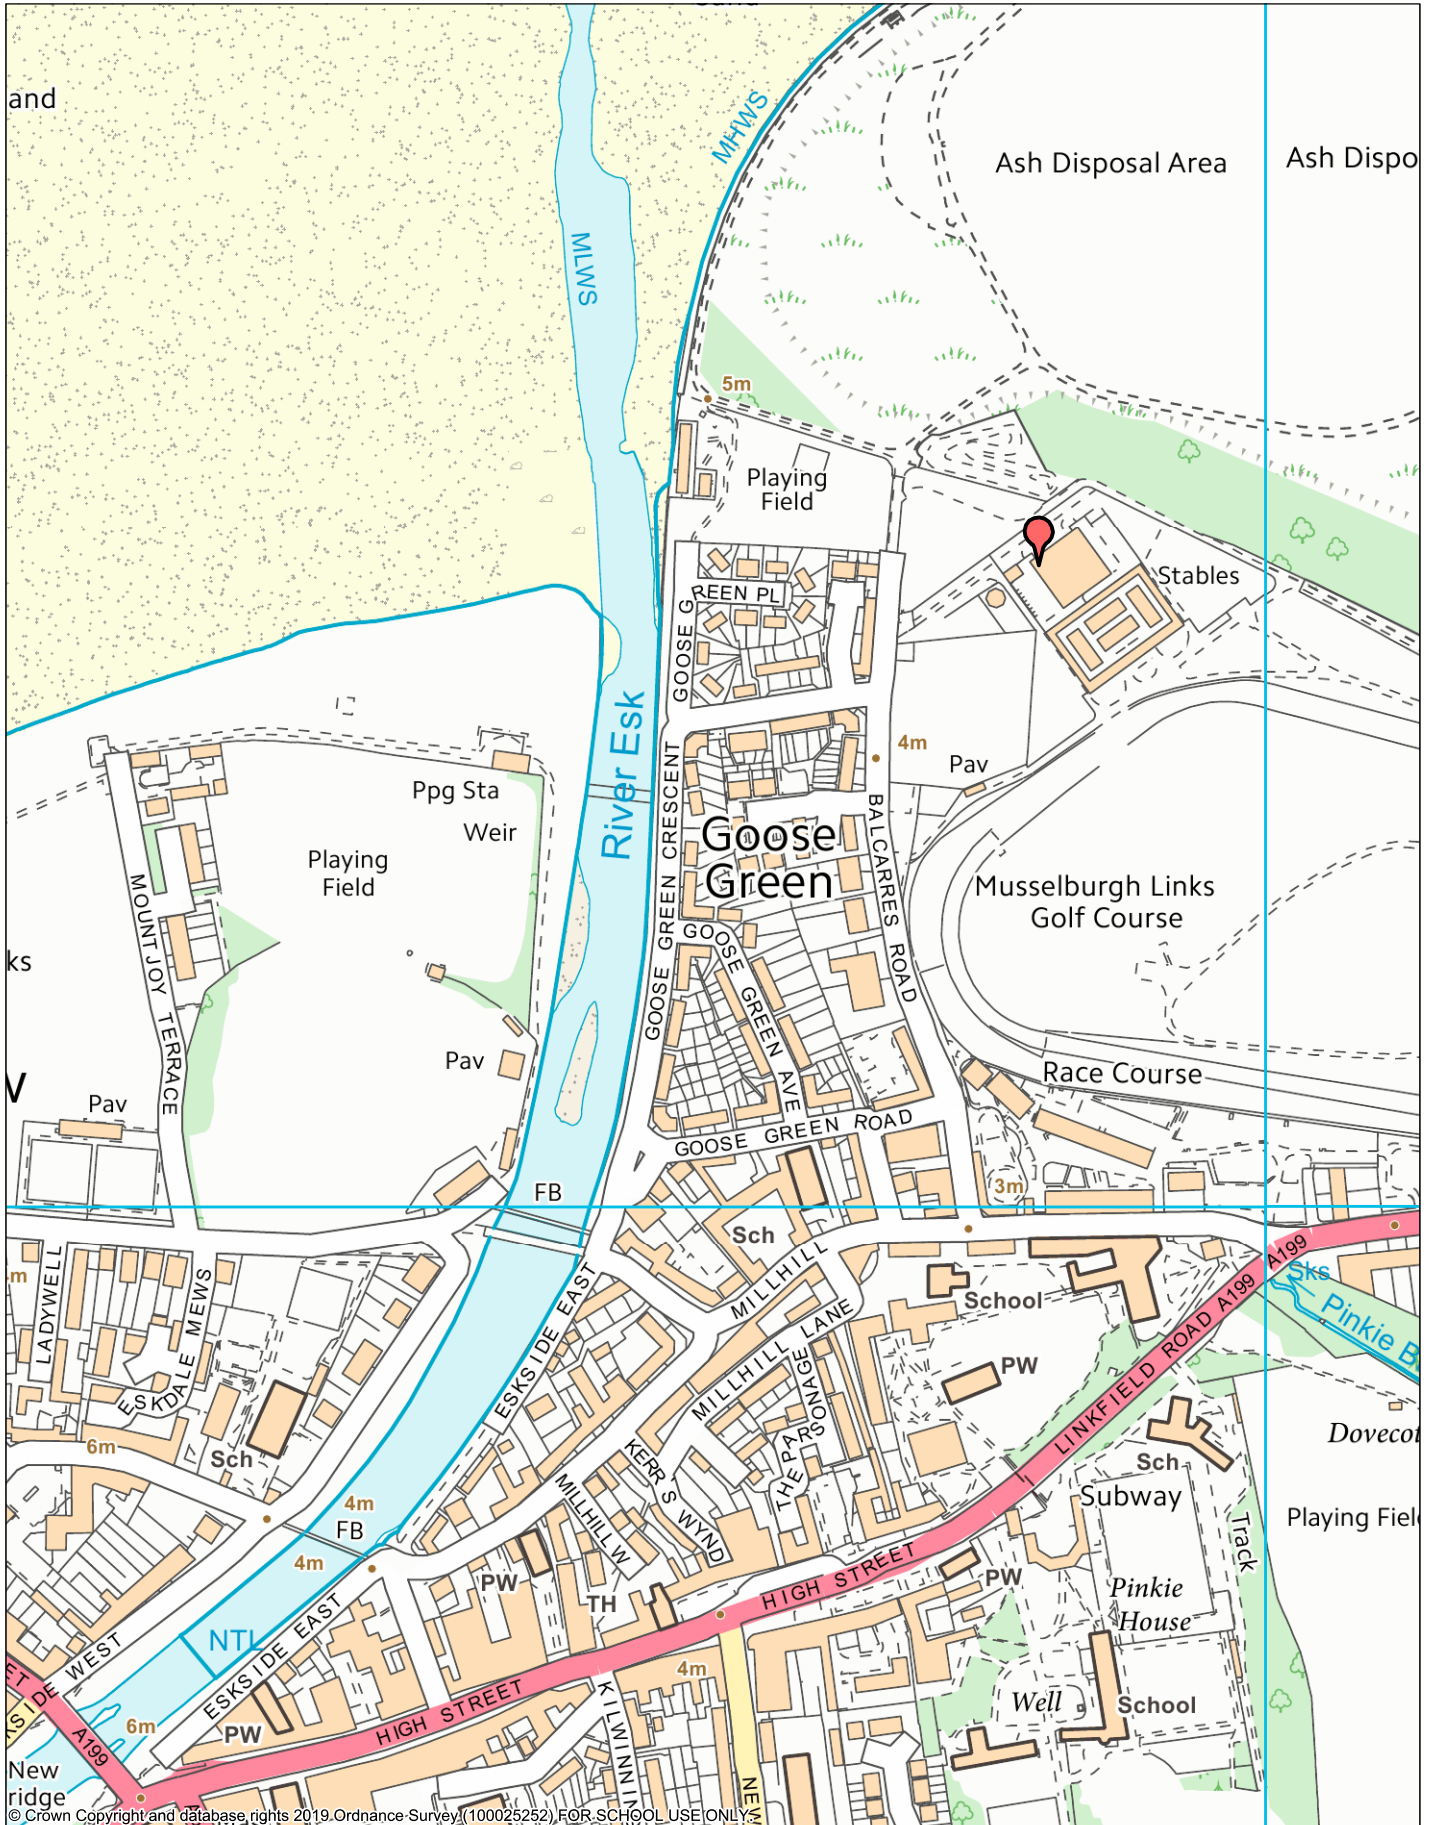 and
MHWS
Ash Disposal Area
Ash Dispo
MLWS
5m
Playing
Field
Stables
GOOSE GREEN PL
River Esk
4m
Pav
Ppg Sta
Weir
Playing
Field
GOOSE GREEN CRESCENT
Goose
Green
BALCARRES ROAD
Musselburgh Links
Golf Course
MOUNTJOY TERRACE
ks
GOOSE GREEN AVE
Pav
Race Course
Pav
GOOSE GREEN ROAD
FB
3m
Sch
MILLHILL
LADYWELL
m
ESKDALE MEWS
ESKSIDE EAST
School
A199
A199
Sks
Pinkie B
MILLHILL LANE
PW
LINKFIELD ROAD
THE PARSONAGE
Dovecot
6m
Sch
Sch
KERR'S WYND
MILLHILL W
4m
FB
4m
Subway
Playing Fiel
Track
PW
TH
HIGH STREET
PW
Pinkie
House
NTL
ESKSIDE EAST
ESKSIDE WEST
ET
KSIDE
4m
Well
School
HIGH STREET
KILWINNIN
PW
6m
A199
NEW
New
ridge
© Crown Copyright and database rights 2019 Ordnance Survey (100025252) FOR SCHOOL USE ONLY.